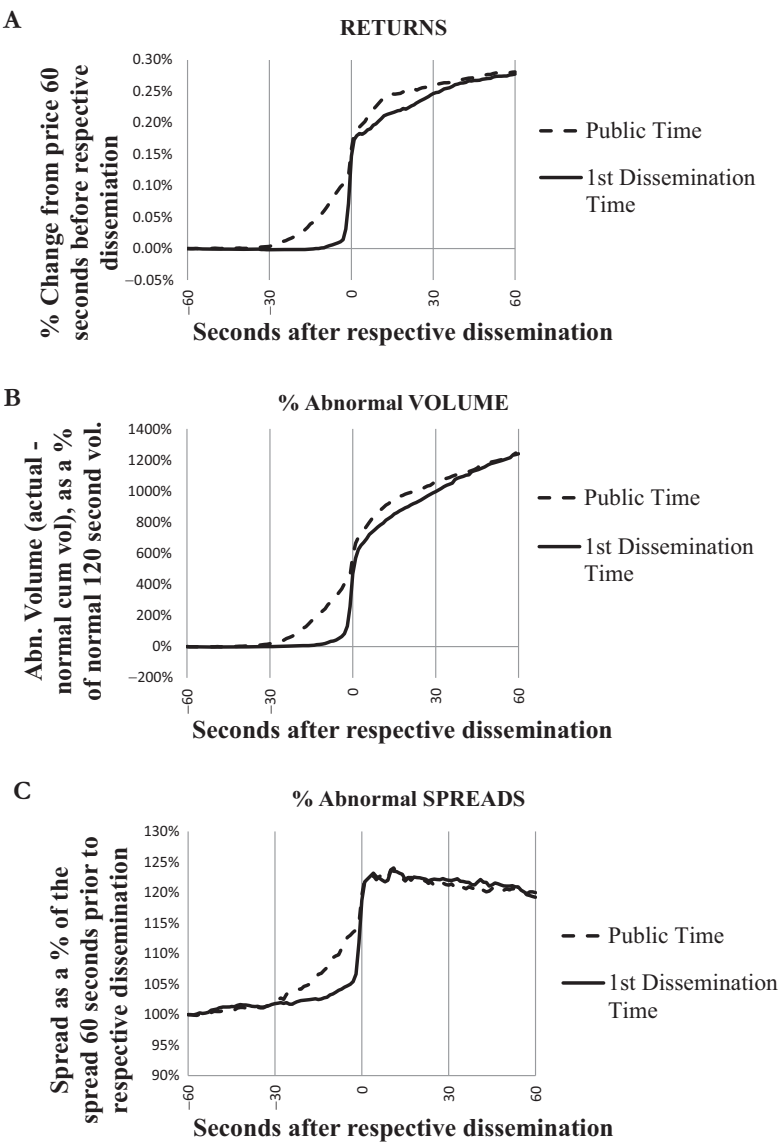 A
RETURNS
% Change from price 60
seconds before respective
dissemiation
0.30%
0.25%
0.20%
0.15%
0.10%
0.05%
0.00%
−0.05%
−60
−30
0
30
60
Seconds after respective dissemination
Public Time
1st Dissemination
Time
B
% Abnormal VOLUME
Abn. Volume (actual -
normal cum vol), as a %
of normal 120 second vol.
1400%
1200%
1000%
800%
600%
400%
200%
0%
−200%
−60
−30
0
30
60
Seconds after respective dissemination
Public Time
1st Dissemination
Time
C
% Abnormal SPREADS
Spread as a % of the
spread 60 seconds prior to
respective dissemination
130%
125%
120%
115%
110%
105%
100%
95%
90%
−60
−30
0
30
60
Seconds after respective dissemination
Public Time
1st Dissemination
Time